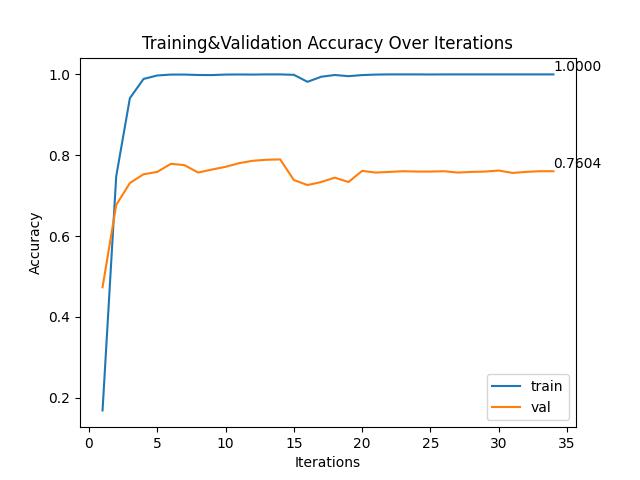 Training&Validation Accuracy Over Iterations
1.0000
0.7604
Accuracy
1.0
0.8
0.6
0.4
0.2
train
val
0 5 10 15 20 25 30 35
Iterations